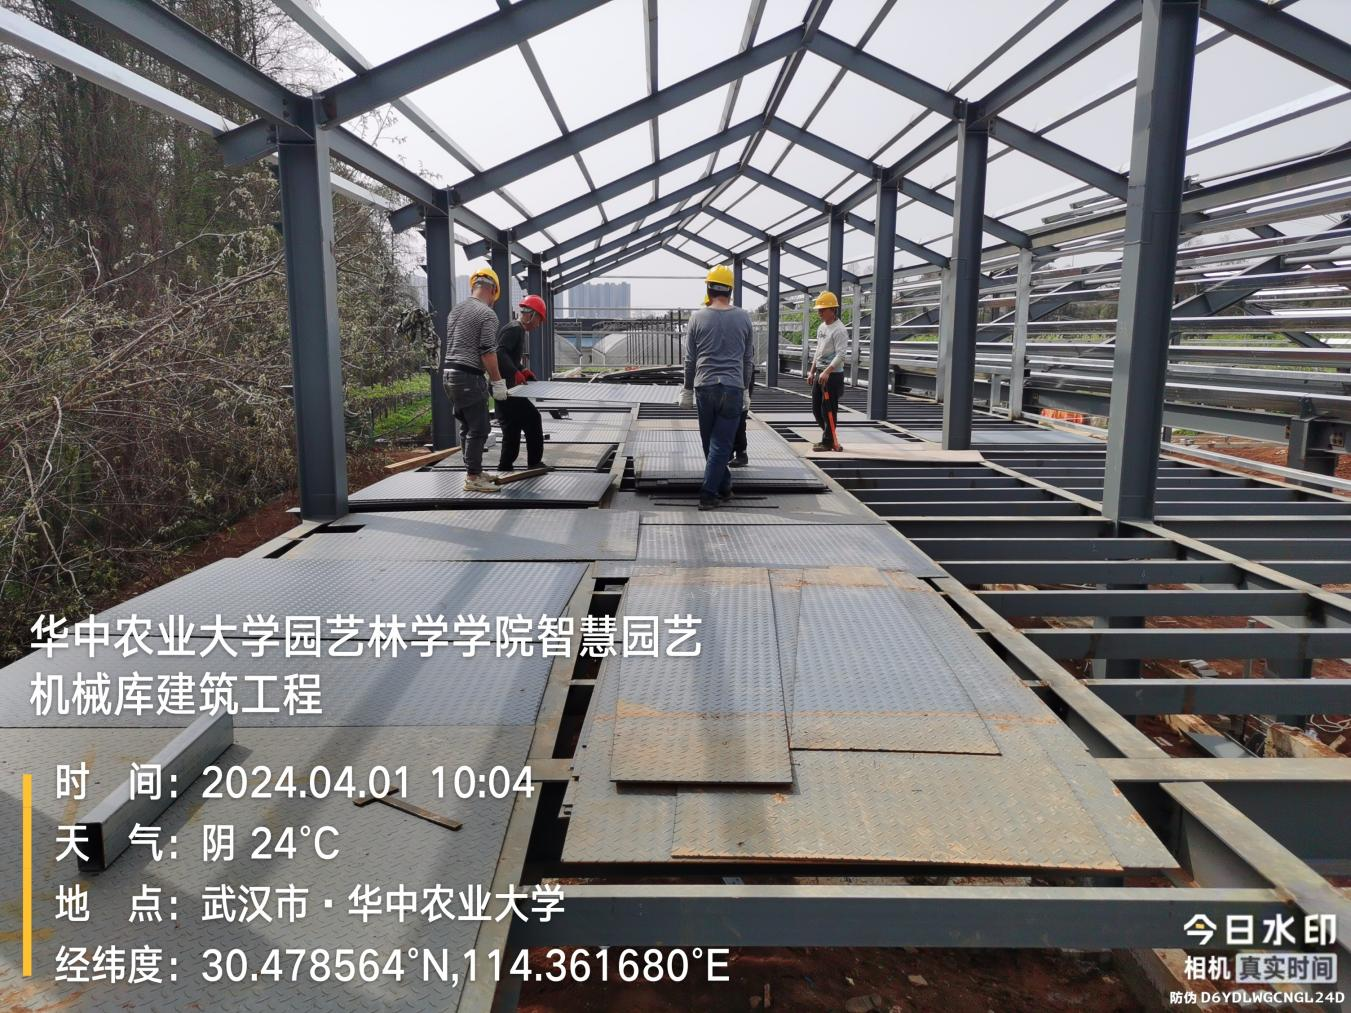 华中农业大学园艺林学学院智慧园艺
机械库建筑工程
时 间：2024.04.01 10:04
天 气：阴 24°C
地 点：武汉市·华中农业大学
经纬度：30.478564°N,114.361680°E
今日水印
相机 真实时间
防伪 D6YDLWGCNGL24D